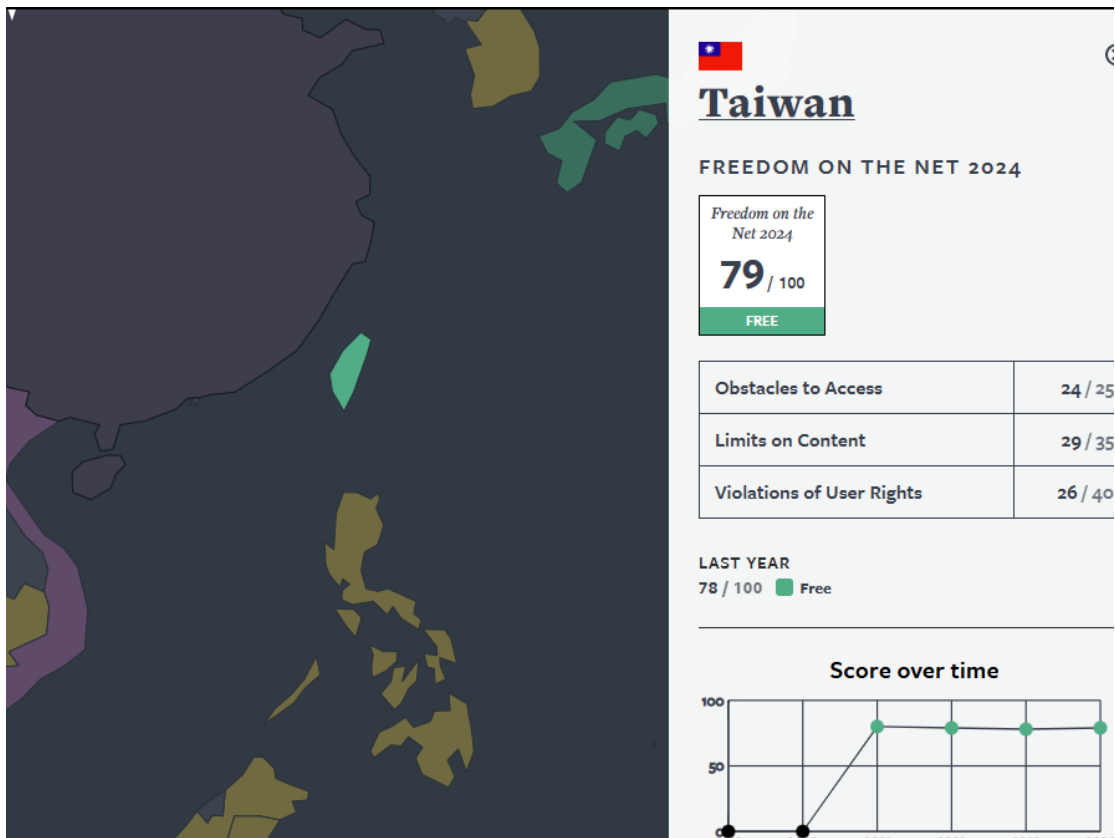 Taiwan
FREEDOM ON THE NET 2024
Freedom on the
Net 2024
79 / 100
FREE
Obstacles to Access 24 / 25
Limits on Content 29 / 35
Violations of User Rights 26 / 40
LAST YEAR
78 / 100 Free
Score over time
100
50
0